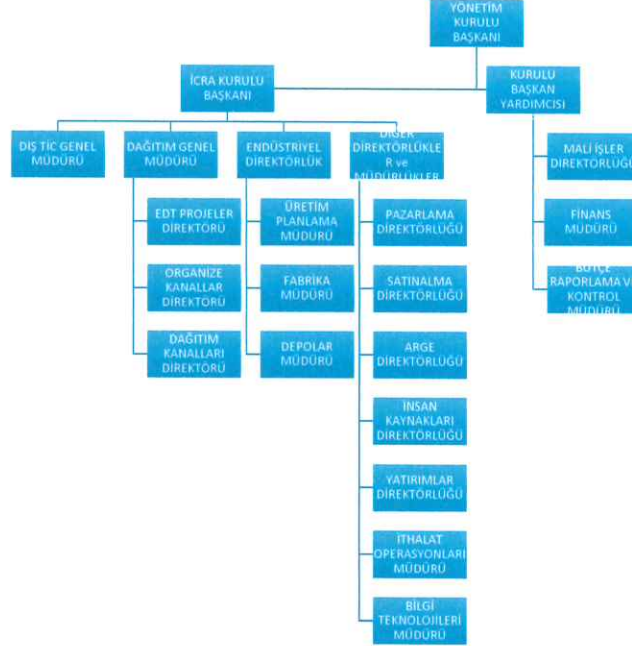 YÖNETİM
KURULU
BAŞKANI
İCRA KURULU
BAŞKANI
KURULU
BAŞKAN
YARDIMCISI
DIŞ TİC GENEL
MÜDÜRÜ
DAĞITIM GENEL
MÜDÜRÜ
ENDÜSTRİYEL
DİREKTÖRLÜK
DİĞER
DİREKTÖRLÜKLE
R ve
MÜDÜRLÜKLER
MALİ İŞLER
DİREKTÖRLÜĞÜ
EDT PROJELER
DİREKTÖRÜ
ÜRETİM
PLANLAMA
MÜDÜRÜ
PAZARLAMA
DİREKTÖRLÜĞÜ
FİNANS
MÜDÜRÜ
ORGANİZE
KANALLAR
DİREKTÖRÜ
FABRİKA
MÜDÜRÜ
SATINALMA
DİREKTÖRLÜĞÜ
BÜTÇE
RAPORLAMA VE
KONTROL
MÜDÜRÜ
DAĞITIM
KANALLARI
DİREKTÖRÜ
DEPOLAR
MÜDÜRÜ
ARGE
DİREKTÖRLÜĞÜ
İNSAN
KAYNAKLARI
DİREKTÖRLÜĞÜ
YATIRIMLAR
DİREKTÖRLÜĞÜ
İTHALAT
OPERASYONLARI
MÜDÜRÜ
BİLGİ
TEKNOLOJİLERİ
MÜDÜRÜ